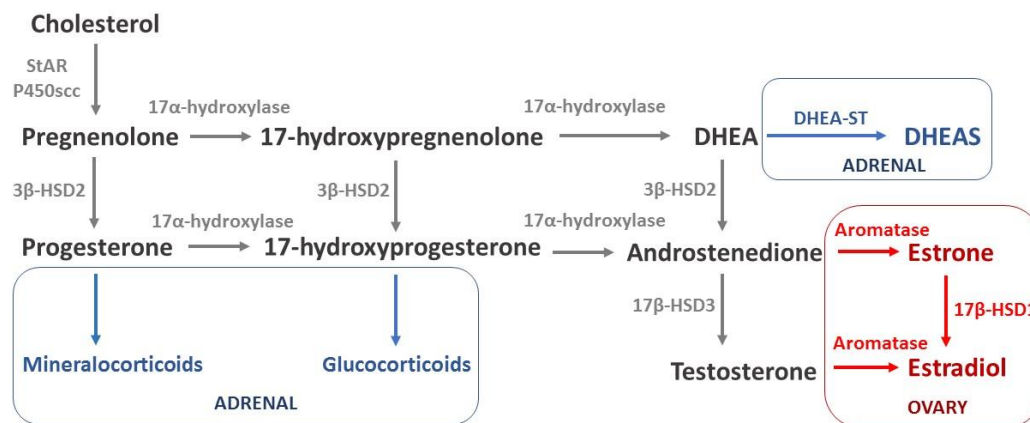 Cholesterol
StAR
P450scc
17α-hydroxylase
17α-hydroxylase
Pregnenolone
17-hydroxypregnenolone
DHEA
DHEA-ST
DHEAS
ADRENAL
3β-HSD2
3β-HSD2
3β-HSD2
17α-hydroxylase
17α-hydroxylase
Progesterone
17-hydroxyprogesterone
Androstenedione
Aromatase
Estrone
17β-HSD3
17β-HSD1
Mineralocorticoids
Glucocorticoids
Testosterone
Aromatase
Estradiol
ADRENAL
OVARY